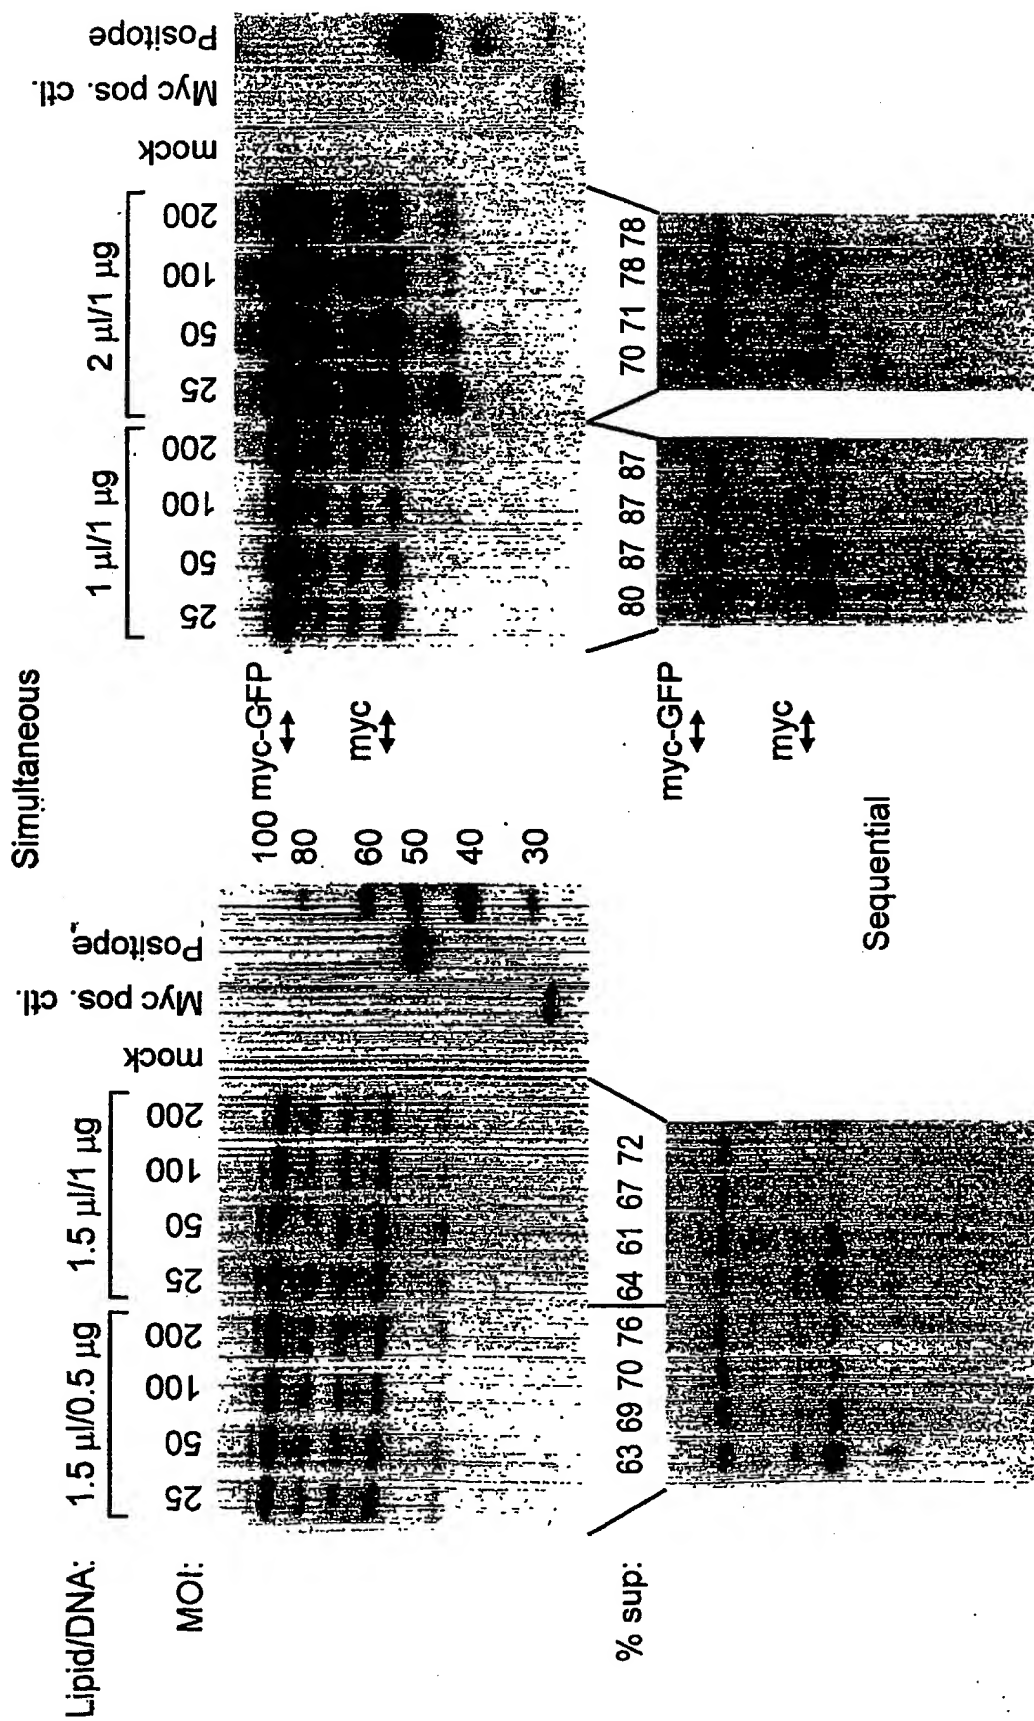 Simultaneous
Lipid/DNA:
1.5 µl/0.5 µg
1.5 µl/1 µg
1 µl/1 µg
2 µl/1 µg
MOI:
25
50
100
200
25
50
100
200
mock
Myc pos. ctl.
Positope
25
50
100
200
25
50
100
200
mock
Myc pos. ctl.
Positope
100
80
60
50
40
30
myc-GFP
myc
% sup:
63 69 70 76 64 61 67 72
80 87 87 87
70 71 78 78
myc-GFP
myc
Sequential